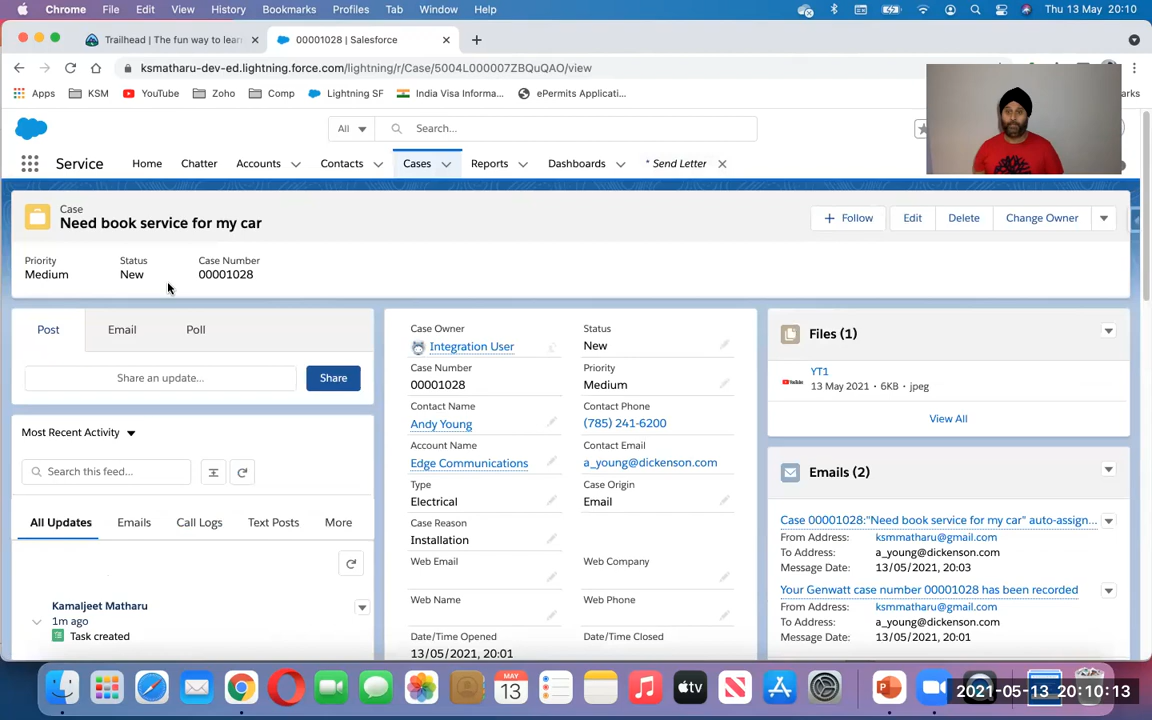 Chrome File Edit View History Bookmarks Profiles Tab Window Help Thu 13 May 20:10
Trailhead | The fun way to lear
00001028 | Salesforce
ksmatharu-dev-ed.lightning.force.com/lightning/r/Case/5004L000007ZBQuQAO/view
Apps KSM YouTube Zoho Comp Lightning SF India Visa Informa... ePermits Applicati...
All Search...
Service Home Chatter Accounts Contacts Cases Reports Dashboards * Send Letter
Case
Need book service for my car
+ Follow Edit Delete Change Owner
Priority Status Case Number
Medium New 00001028
Post Email Poll
Share an update... Share
Most Recent Activity
Search this feed...
All Updates Emails Call Logs Text Posts More
Kamaljeet Matharu
1m ago
Task created
Case Owner
Integration User
Status
New
Case Number
00001028
Priority
Medium
Contact Name
Andy Young
Contact Phone
(785) 241-6200
Account Name
Edge Communications
Contact Email
a_young@dickenson.com
Type
Electrical
Case Origin
Email
Case Reason
Installation
Web Email
Web Company
Web Name
Web Phone
Date/Time Opened
13/05/2021, 20:01
Date/Time Closed
Files (1)
YT1
13 May 2021 • 6KB • jpeg
View All
Emails (2)
Case 00001028:"Need book service for my car" auto-assign...
From Address: ksmmatharu@gmail.com
To Address: a_young@dickenson.com
Message Date: 13/05/2021, 20:03
Your Genwatt case number 00001028 has been recorded
From Address: ksmmatharu@gmail.com
To Address: a_young@dickenson.com
Message Date: 13/05/2021, 20:01
MAY
13
tv
2021-05-13 20:10:13